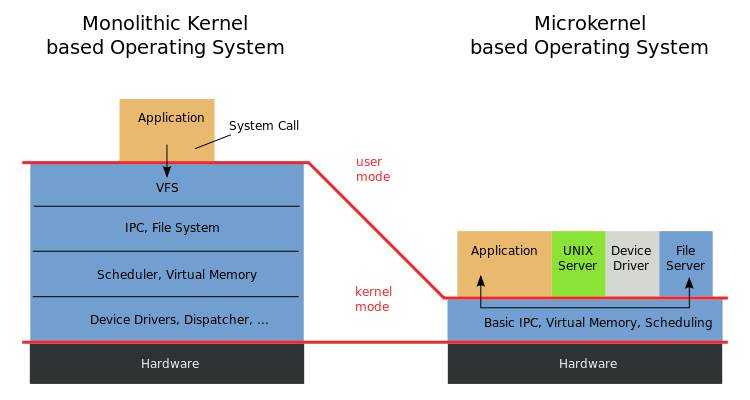 Monolithic Kernel
based Operating System
Microkernel
based Operating System
Application
System Call
user
mode
VFS
IPC, File System
Scheduler, Virtual Memory
Device Drivers, Dispatcher, ...
Hardware
kernel
mode
Application
UNIX
Server
Device
Driver
File
Server
Basic IPC, Virtual Memory, Scheduling
Hardware